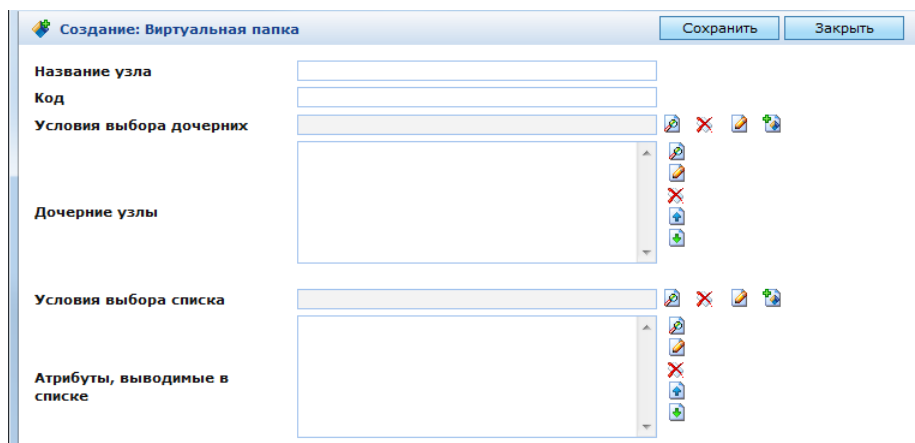 Создание: Виртуальная папка
Сохранить
Закрыть
Название узла
Код
Условия выбора дочерних
Дочерние узлы
Условия выбора списка
Атрибуты, выводимые в
списке